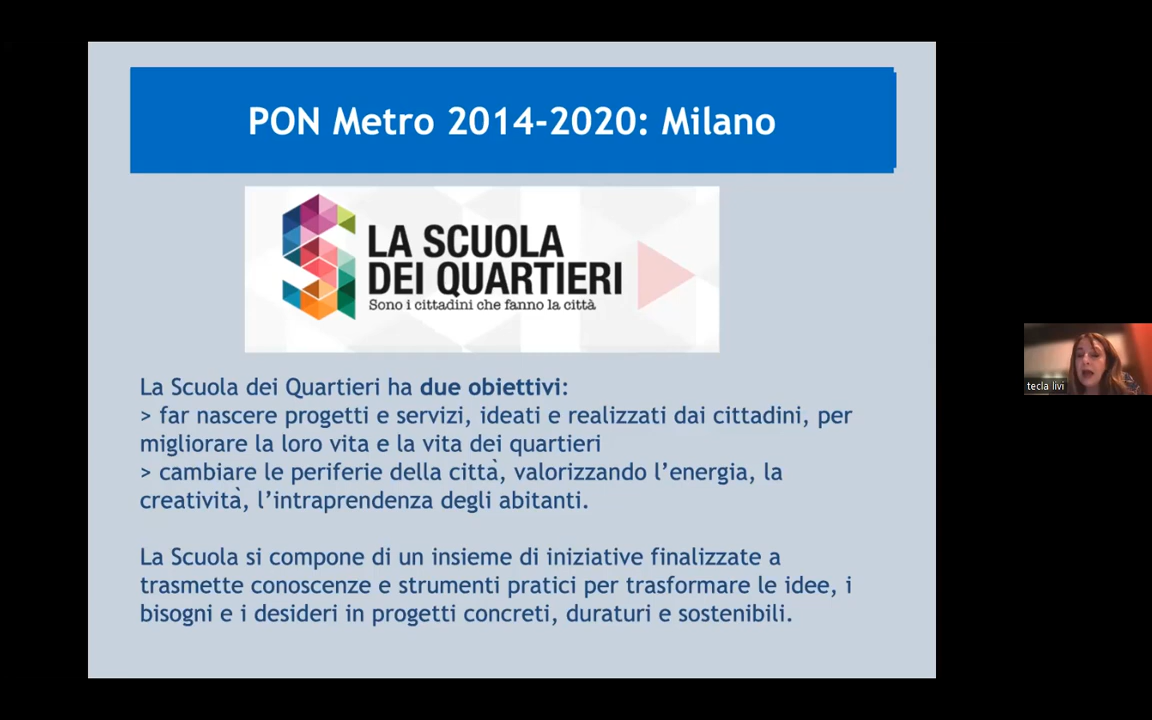 PON Metro 2014-2020: Milano
LA SCUOLA
DEI QUARTIERI
Sono i cittadini che fanno la città
La Scuola dei Quartieri ha due obiettivi:
> far nascere progetti e servizi, ideati e realizzati dai cittadini, per
migliorare la loro vita e la vita dei quartieri
> cambiare le periferie della città, valorizzando l’energia, la
creatività, l’intraprendenza degli abitanti.
La Scuola si compone di un insieme di iniziative finalizzate a
trasmette conoscenze e strumenti pratici per trasformare le idee, i
bisogni e i desideri in progetti concreti, duraturi e sostenibili.
tecla livi